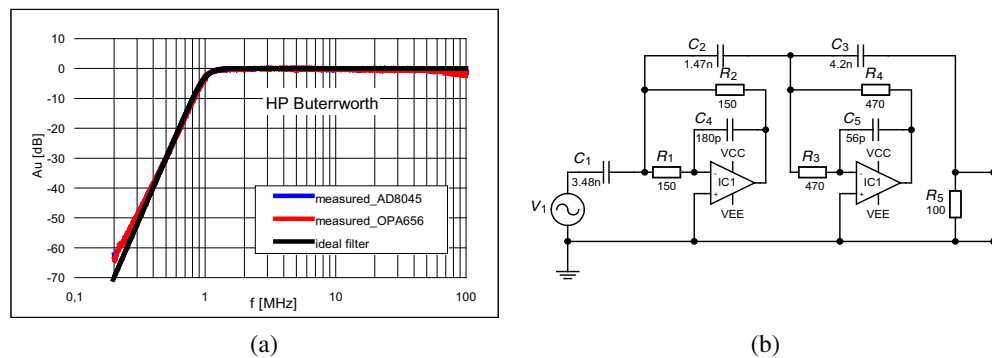 10
0
-10
-20
-30
-40
-50
-60
-70
Au [dB]
HP Buterrworth
measured_AD8045
measured_OPA656
ideal filter
0,1
1
10
100
f [MHz]
(a)
C2
1.47n
C3
4.2n
R2
150
R4
470
C4
180p
C5
56p
C1
3.48n
R1
150
VCC
-
+
IC1
VEE
R3
470
VCC
-
+
IC1
VEE
V1
R5
100
(b)